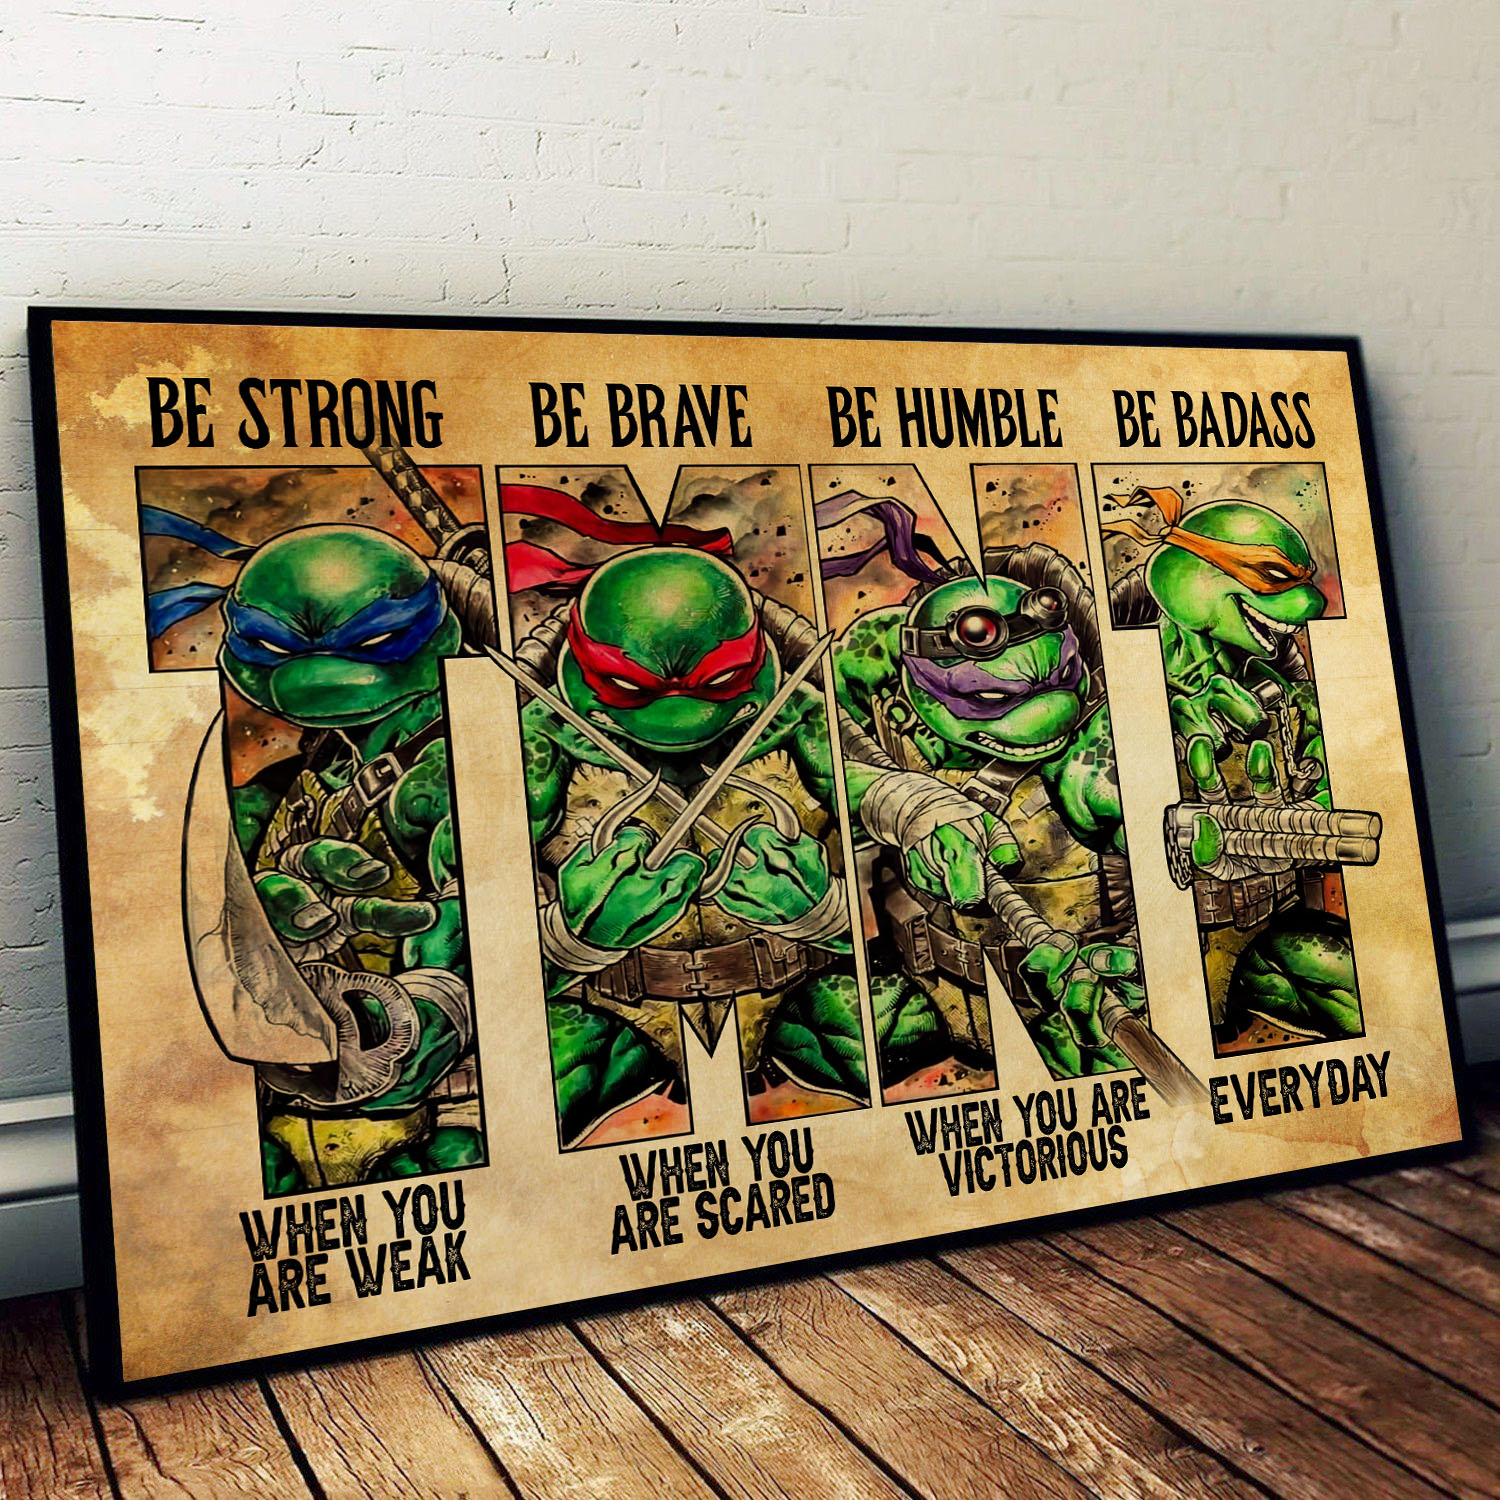 BE STRONG
BE BRAVE
BE HUMBLE
BE BADASS
TMNT
WHEN YOU
ARE WEAK
WHEN YOU
ARE SCARED
WHEN YOU ARE
VICTORIOUS
EVERYDAY